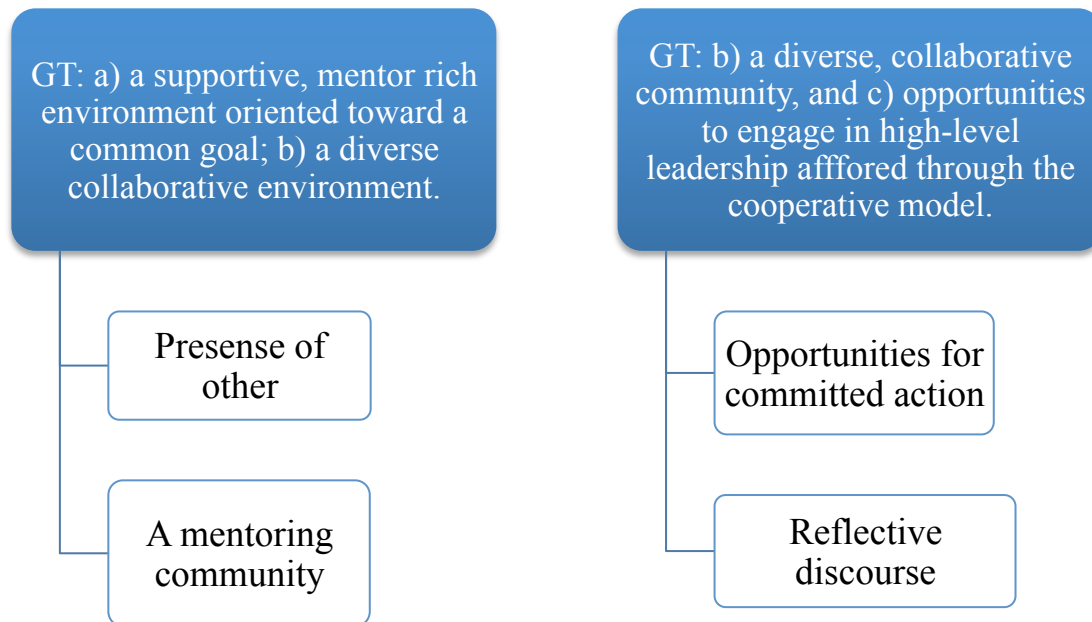 GT: a) a supportive, mentor rich
environment oriented toward a
common goal; b) a diverse
collaborative environment.
Presense of
other
A mentoring
community
GT: b) a diverse, collaborative
community, and c) opportunities
to engage in high-level
leadership afffored through the
cooperative model.
Opportunities for
committed action
Reflective
discourse